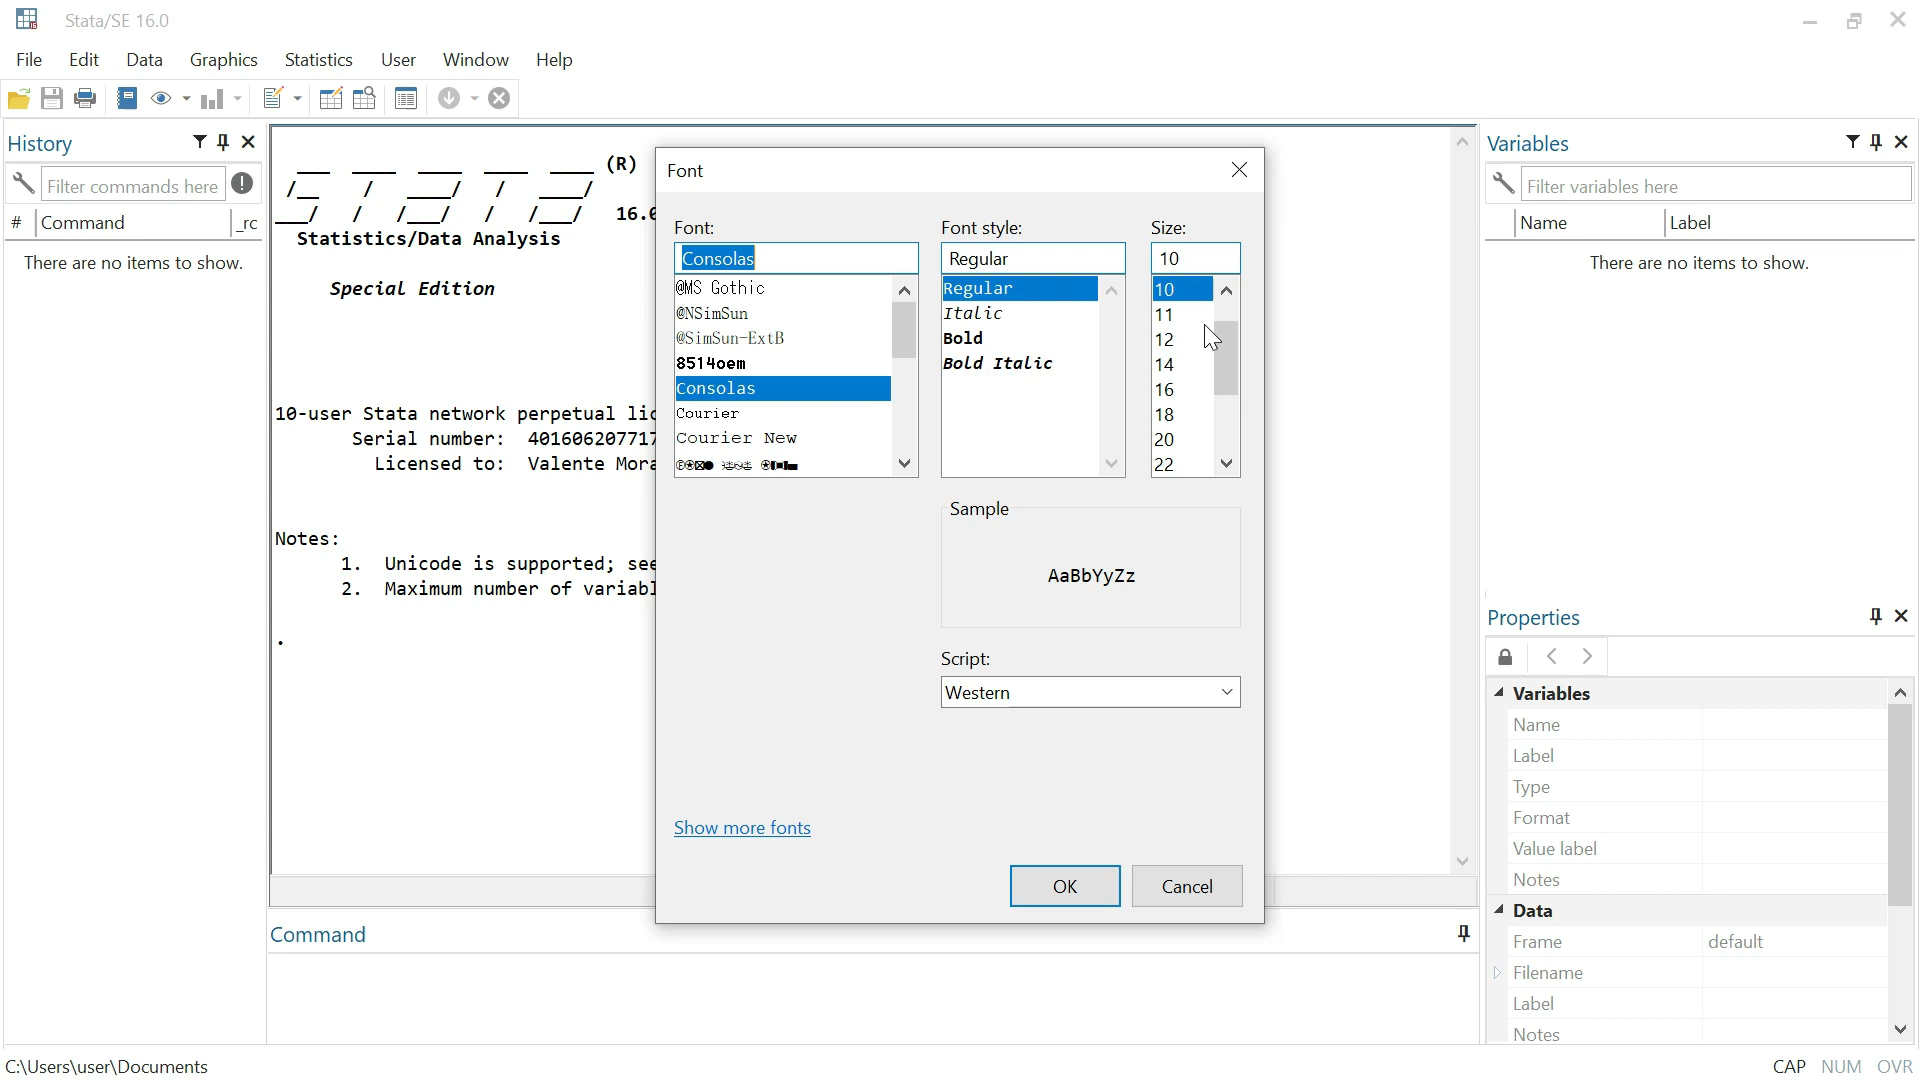 Stata/SE 16.0
File Edit Data Graphics Statistics User Window Help
History
Filter commands here
# Command _rc
There are no items to show.
(R)
16.0
Statistics/Data Analysis
Special Edition
10-user Stata network perpetual lic
Serial number: 401606207717
Licensed to: Valente Mora
Notes:
1. Unicode is supported; see
2. Maximum number of variabl
.
Font
Font: Font style: Size:
Consolas Regular 10
@MS Gothic
@NSimSun
@SimSun-ExtB
8514oem
Consolas
Courier
Courier New
Regular
Italic
Bold
Bold Italic
10
11
12
14
16
18
20
22
Sample
AaBbYyZz
Script:
Western
Show more fonts
OK Cancel
Command
Variables
Filter variables here
Name Label
There are no items to show.
Properties
Variables
Name
Label
Type
Format
Value label
Notes
Data
Frame default
Filename
Label
Notes
C:\Users\user\Documents
CAP NUM OVR